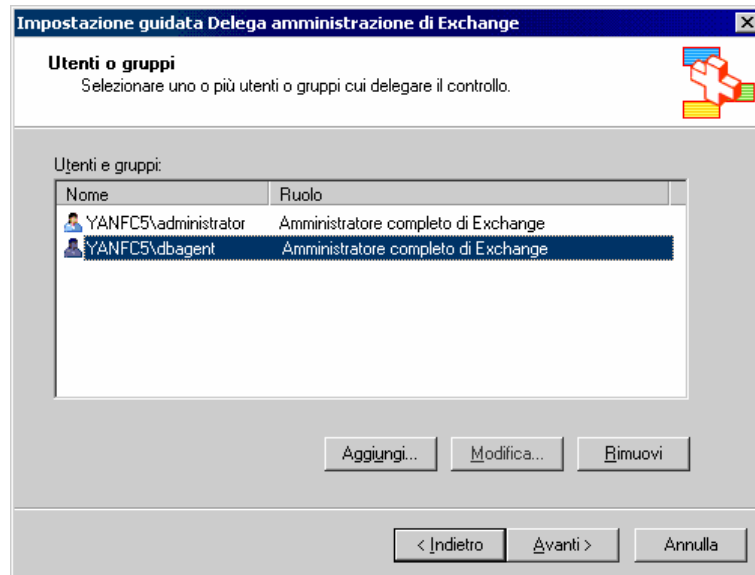 Impostazione guidata Delega amministrazione di Exchange
Utenti o gruppi
Selezionare uno o più utenti o gruppi cui delegare il controllo.
Utenti e gruppi:
Nome Ruolo
YANFC5\administrator Amministratore completo di Exchange
YANFC5\dbagent Amministratore completo di Exchange
Aggiungi... Modifica... Rimuovi
< Indietro Avanti > Annulla